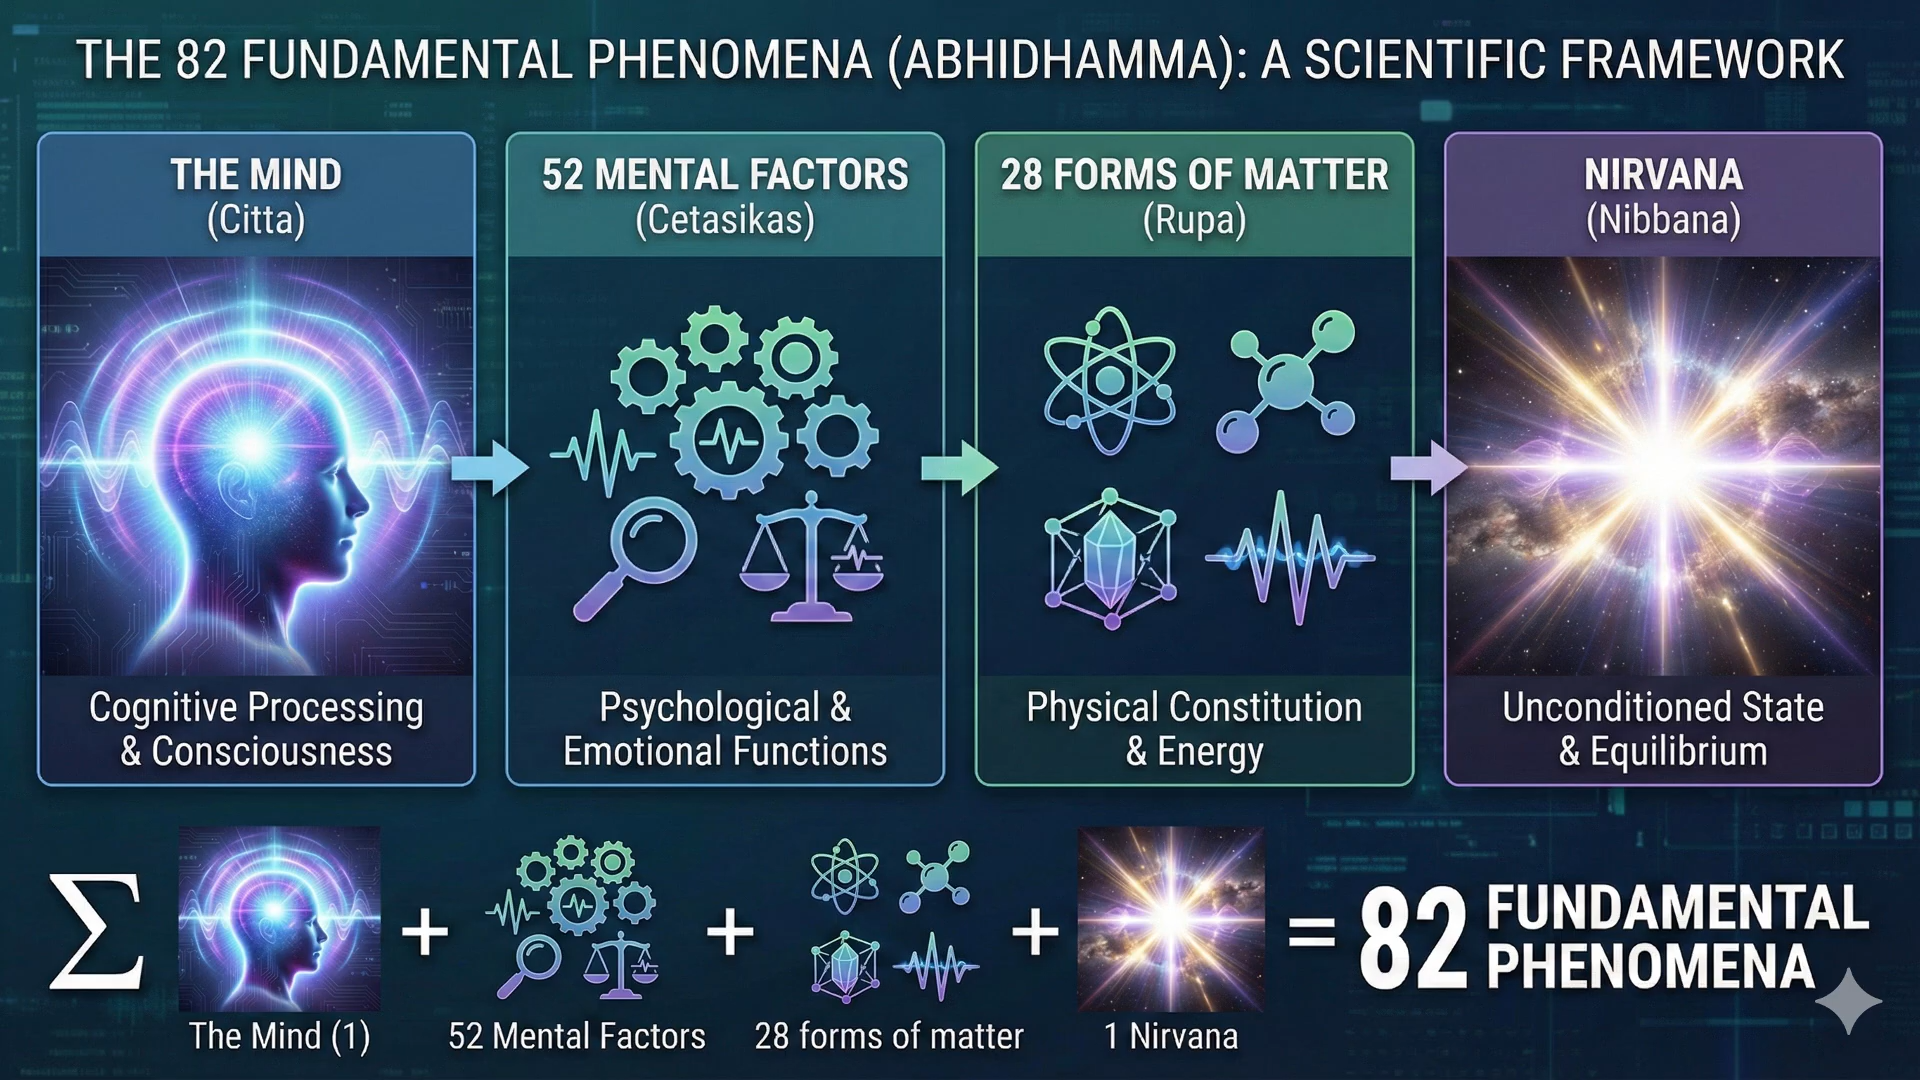 THE 82 FUNDAMENTAL PHENOMENA (ABHIDHAMMA): A SCIENTIFIC FRAMEWORK
THE MIND
(Citta)
Cognitive Processing
& Consciousness
52 MENTAL FACTORS
(Cetasikas)
Psychological &
Emotional Functions
28 FORMS OF MATTER
(Rupa)
Physical Constitution
& Energy
NIRVANA
(Nibbana)
Unconditioned State
& Equilibrium
Σ
+
+
+
=
82
FUNDAMENTAL
PHENOMENA
The Mind (1)
52 Mental Factors
28 forms of matter
1 Nirvana